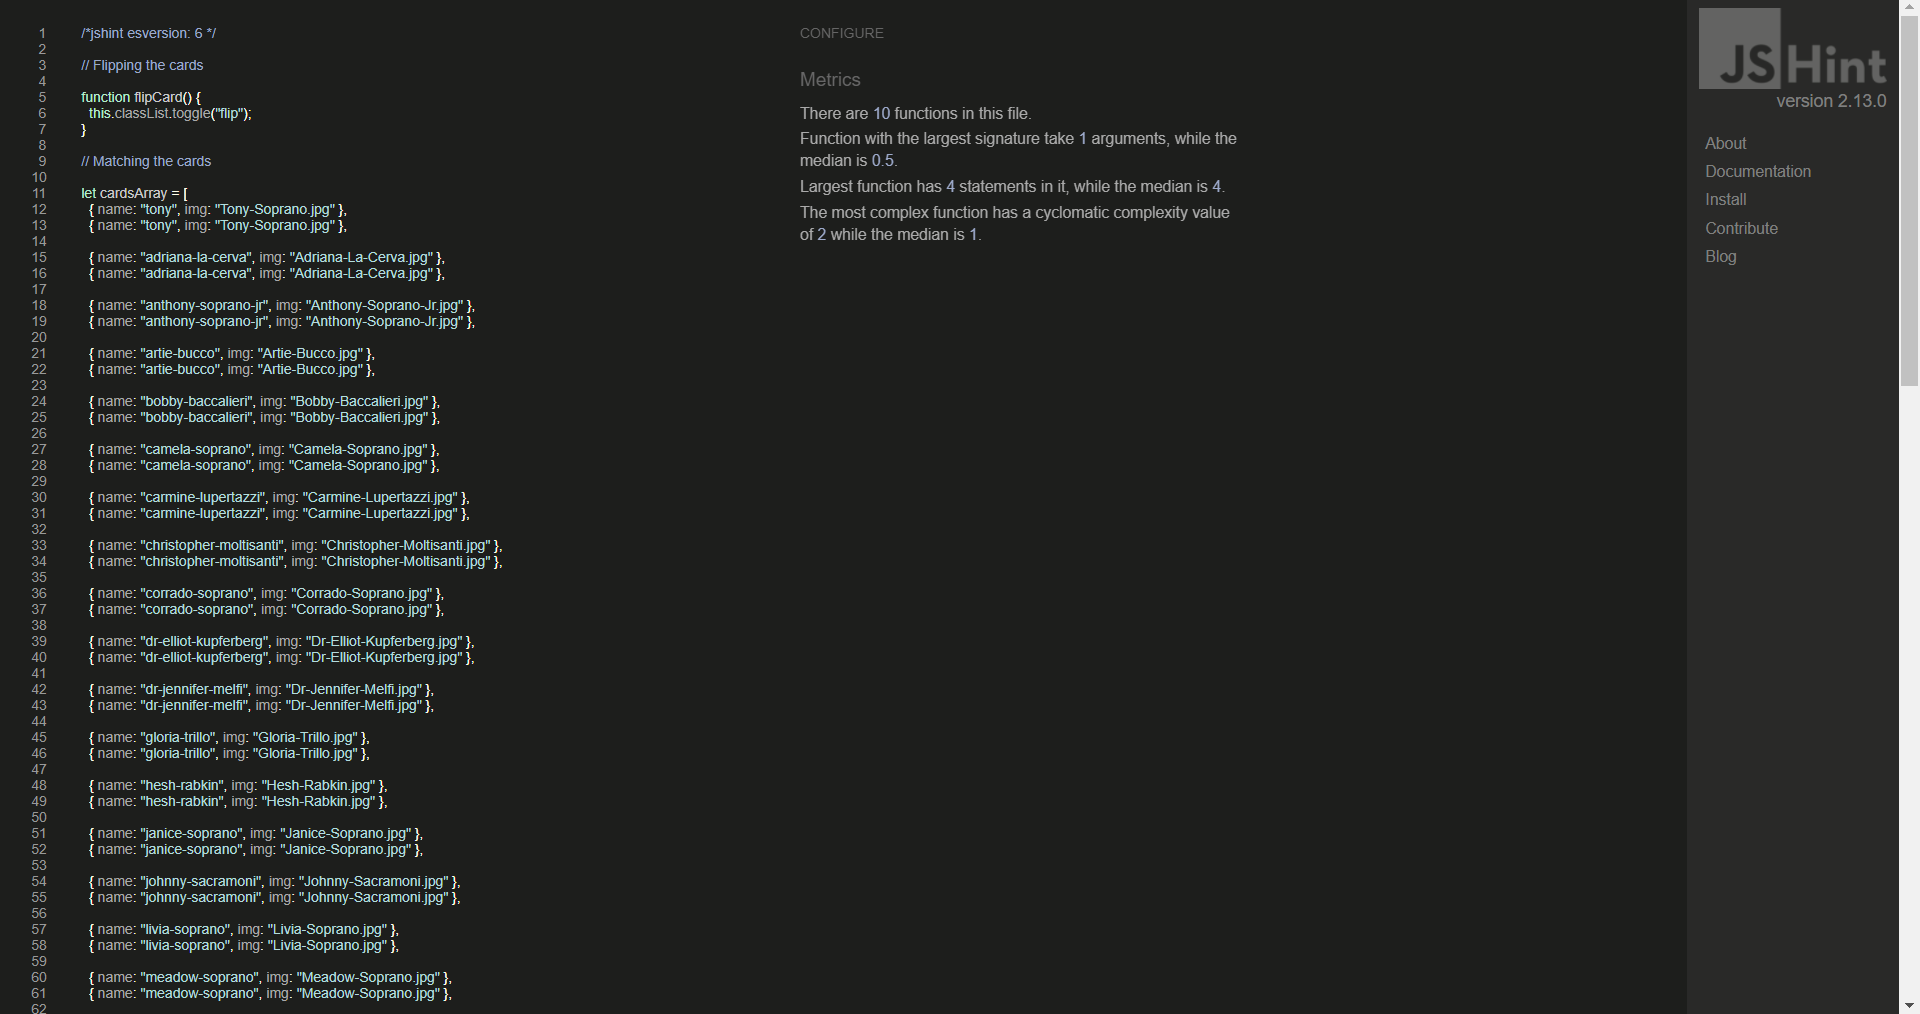 1 /*jshint esversion: 6 */
2
3 // Flipping the cards
4
5 function flipCard() {
6 this.classList.toggle("flip");
7 }
8
9 // Matching the cards
10
11 let cardsArray = [
12 { name: "tony", img: "Tony-Soprano.jpg" },
13 { name: "tony", img: "Tony-Soprano.jpg" },
14
15 { name: "adriana-la-cerva", img: "Adriana-La-Cerva.jpg" },
16 { name: "adriana-la-cerva", img: "Adriana-La-Cerva.jpg" },
17
18 { name: "anthony-soprano-jr", img: "Anthony-Soprano-Jr.jpg" },
19 { name: "anthony-soprano-jr", img: "Anthony-Soprano-Jr.jpg" },
20
21 { name: "artie-bucco", img: "Artie-Bucco.jpg" },
22 { name: "artie-bucco", img: "Artie-Bucco.jpg" },
23
24 { name: "bobby-baccalieri", img: "Bobby-Baccalieri.jpg" },
25 { name: "bobby-baccalieri", img: "Bobby-Baccalieri.jpg" },
26
27 { name: "camela-soprano", img: "Camela-Soprano.jpg" },
28 { name: "camela-soprano", img: "Camela-Soprano.jpg" },
29
30 { name: "carmine-lupertazzi", img: "Carmine-Lupertazzi.jpg" },
31 { name: "carmine-lupertazzi", img: "Carmine-Lupertazzi.jpg" },
32
33 { name: "christopher-moltisanti", img: "Christopher-Moltisanti.jpg" },
34 { name: "christopher-moltisanti", img: "Christopher-Moltisanti.jpg" },
35
36 { name: "corrado-soprano", img: "Corrado-Soprano.jpg" },
37 { name: "corrado-soprano", img: "Corrado-Soprano.jpg" },
38
39 { name: "dr-elliot-kupferberg", img: "Dr-Elliot-Kupferberg.jpg" },
40 { name: "dr-elliot-kupferberg", img: "Dr-Elliot-Kupferberg.jpg" },
41
42 { name: "dr-jennifer-melfi", img: "Dr-Jennifer-Melfi.jpg" },
43 { name: "dr-jennifer-melfi", img: "Dr-Jennifer-Melfi.jpg" },
44
45 { name: "gloria-trillo", img: "Gloria-Trillo.jpg" },
46 { name: "gloria-trillo", img: "Gloria-Trillo.jpg" },
47
48 { name: "hesh-rabkin", img: "Hesh-Rabkin.jpg" },
49 { name: "hesh-rabkin", img: "Hesh-Rabkin.jpg" },
50
51 { name: "janice-soprano", img: "Janice-Soprano.jpg" },
52 { name: "janice-soprano", img: "Janice-Soprano.jpg" },
53
54 { name: "johnny-sacramoni", img: "Johnny-Sacramoni.jpg" },
55 { name: "johnny-sacramoni", img: "Johnny-Sacramoni.jpg" },
56
57 { name: "livia-soprano", img: "Livia-Soprano.jpg" },
58 { name: "livia-soprano", img: "Livia-Soprano.jpg" },
59
60 { name: "meadow-soprano", img: "Meadow-Soprano.jpg" },
61 { name: "meadow-soprano", img: "Meadow-Soprano.jpg" },
62
CONFIGURE
Metrics
There are 10 functions in this file.
Function with the largest signature take 1 arguments, while the
median is 0.5.
Largest function has 4 statements in it, while the median is 4.
The most complex function has a cyclomatic complexity value
of 2 while the median is 1.
JSHint
version 2.13.0
About
Documentation
Install
Contribute
Blog